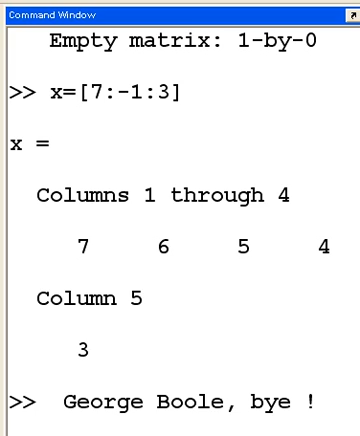 Command Window
Empty matrix: 1-by-0
>> x=[7:-1:3]
x =
Columns 1 through 4
7 6 5 4
Column 5
3
>> George Boole, bye !